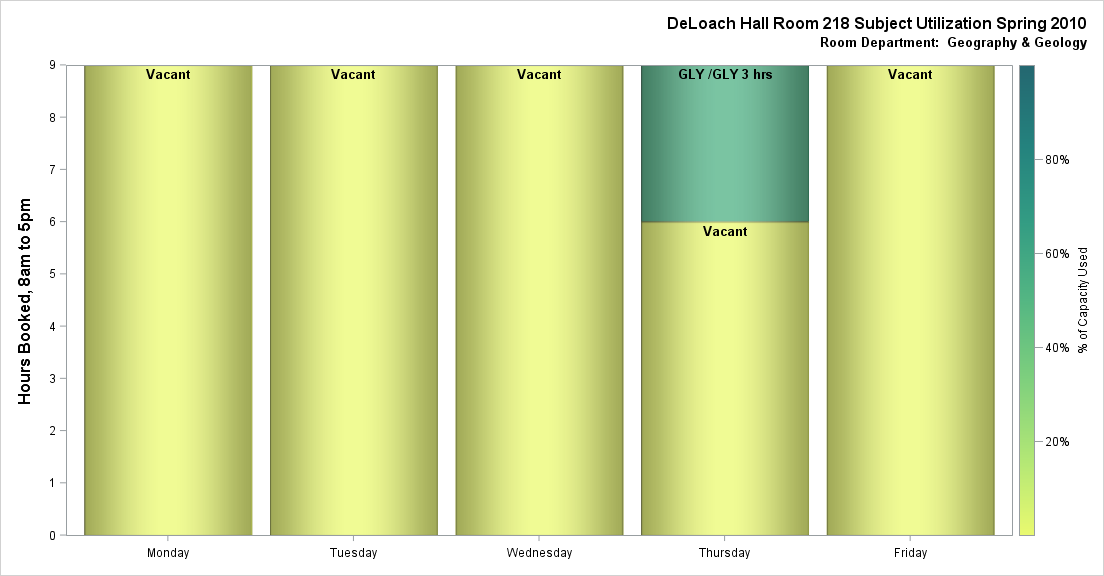 DeLoach Hall Room 218 Subject Utilization Spring 2010
Room Department: Geography & Geology
Hours Booked, 8am to 5pm
9
8
7
6
5
4
3
2
1
0
Vacant
Vacant
Vacant
GLY /GLY 3 hrs
Vacant
Vacant
Monday
Tuesday
Wednesday
Thursday
Friday
80%
60%
40%
20%
% of Capacity Used